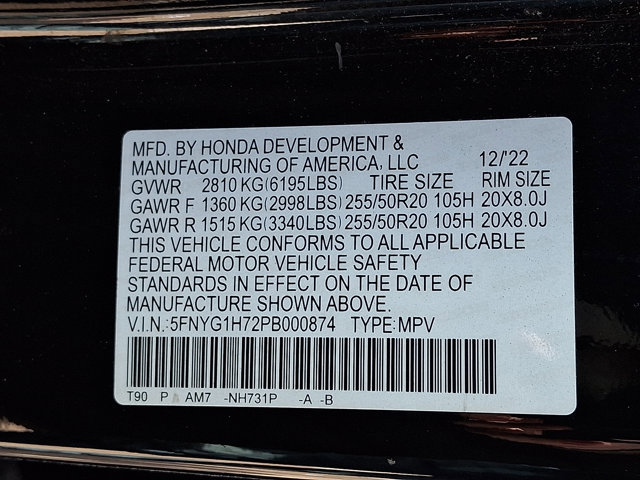 MFD. BY HONDA DEVELOPMENT &
MANUFACTURING OF AMERICA, LLC 12/'22
GVWR 2810 KG(6195LBS) TIRE SIZE RIM SIZE
GAWR F 1360 KG(2998LBS) 255/50R20 105H 20X8.0J
GAWR R 1515 KG(3340LBS) 255/50R20 105H 20X8.0J
THIS VEHICLE CONFORMS TO ALL APPLICABLE
FEDERAL MOTOR VEHICLE SAFETY
STANDARDS IN EFFECT ON THE DATE OF
MANUFACTURE SHOWN ABOVE.
V.I.N.:5FNYG1H72PB000874 TYPE:MPV
T90 P A AM7 -NH731P -A -B